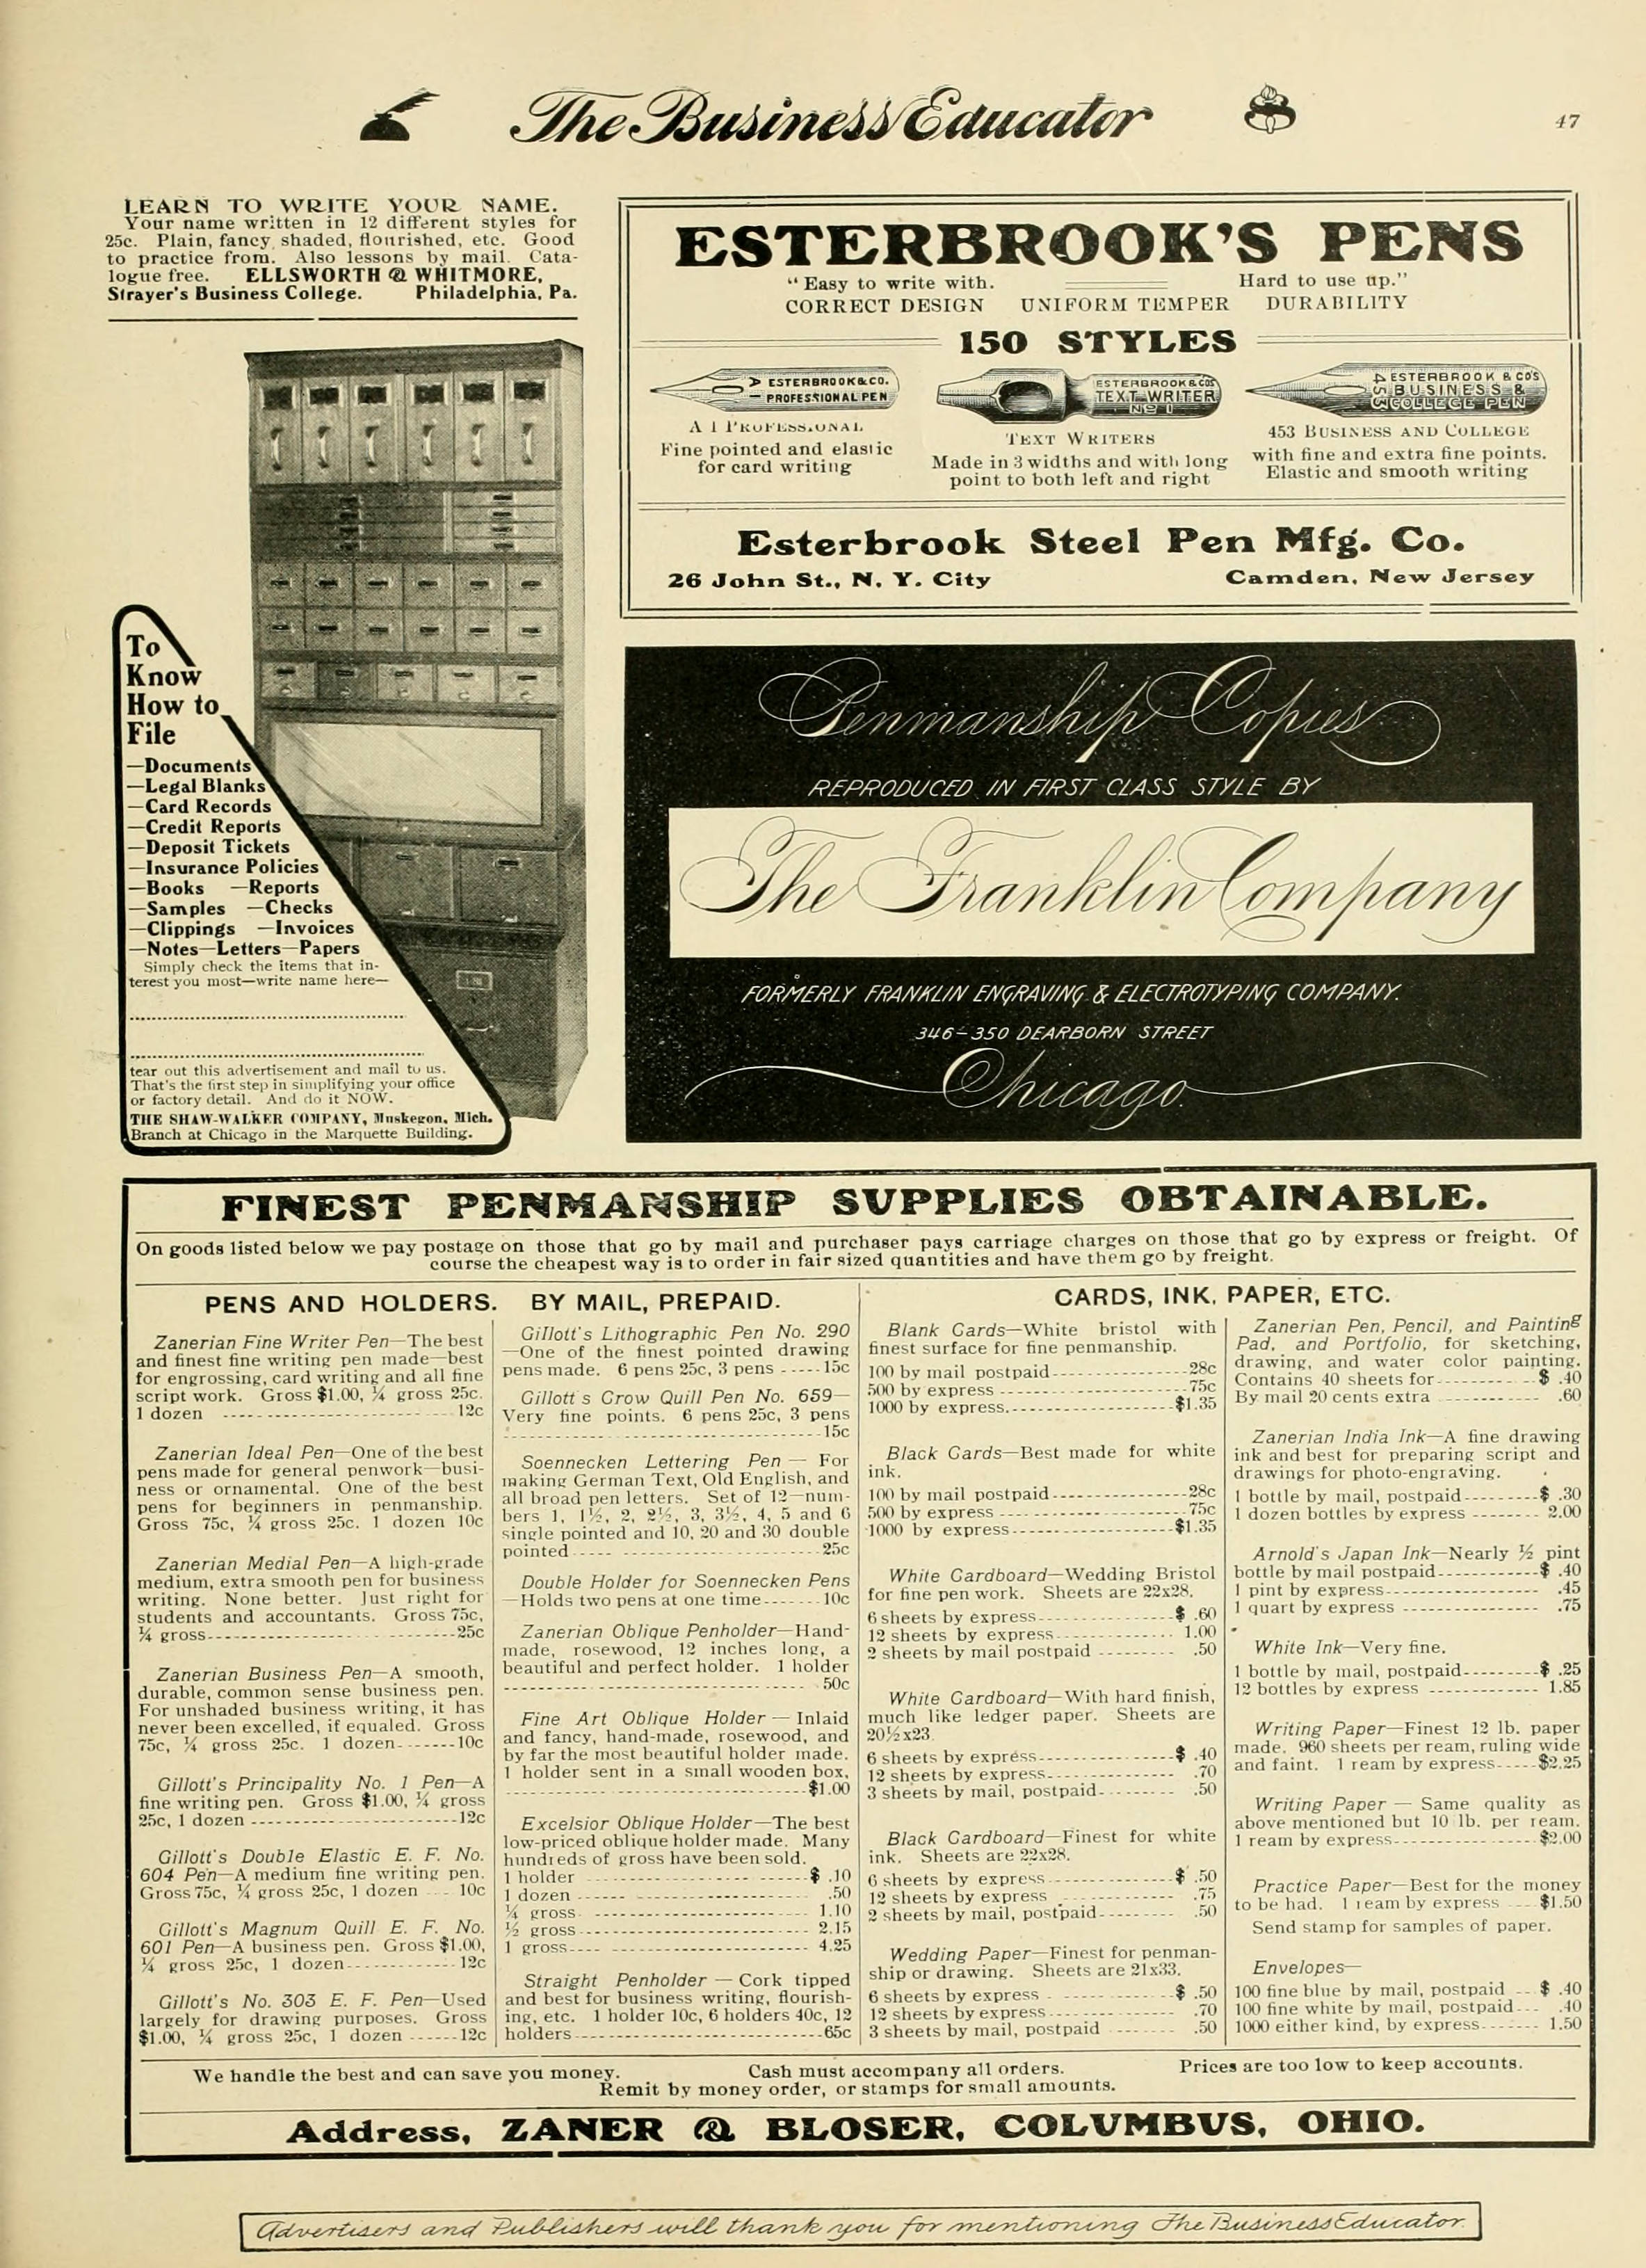 The Business Educator
47
LEARN TO WRITE YOUR NAME.
Your name written in 12 different styles for
25c. Plain, fancy, shaded, flourished, etc. Good
to practice from. Also lessons by mail. Cata-
logue free. ELLSWORTH & WHITMORE,
Strayer's Business College. Philadelphia, Pa.
To
Know
How to
File
—Documents
—Legal Blanks
—Card Records
—Credit Reports
—Deposit Tickets
—Insurance Policies
—Books —Reports
—Samples —Checks
—Clippings —Invoices
—Notes—Letters—Papers
Simply check the items that in-
terest you most—write name here—
tear out this advertisement and mail to us.
That's the first step in simplifying your office
or factory detail. And do it NOW.
THE SHAW-WALKER COMPANY, Muskegon, Mich.
Branch at Chicago in the Marquette Building.
ESTERBROOK'S PENS
"Easy to write with. Hard to use up."
CORRECT DESIGN UNIFORM TEMPER DURABILITY
150 STYLES
A ESTERBROOK & CO.
1 PROFESSIONAL PEN
ESTERBROOK & CO'S
TEXT WRITER
No 1
453 ESTERBROOK & CO'S
BUSINESS &
COLLEGE PEN
A 1 PROFESSIONAL
Fine pointed and elastic
for card writing
TEXT WRITERS
Made in 3 widths and with long
point to both left and right
453 BUSINESS AND COLLEGE
with fine and extra fine points.
Elastic and smooth writing
Esterbrook Steel Pen Mfg. Co.
26 John St., N. Y. City Camden, New Jersey
Penmanship Copies
REPRODUCED IN FIRST CLASS STYLE BY
The Franklin Company
FORMERLY FRANKLIN ENGRAVING & ELECTROTYPING COMPANY.
346-350 DEARBORN STREET
Chicago
FINEST PENMANSHIP SUPPLIES OBTAINABLE.
On goods listed below we pay postage on those that go by mail and purchaser pays carriage charges on those that go by express or freight. Of
course the cheapest way is to order in fair sized quantities and have them go by freight.
PENS AND HOLDERS. BY MAIL, PREPAID.
Zanerian Fine Writer Pen—The best
and finest fine writing pen made—best
for engrossing, card writing and all fine
script work. Gross $1.00, ¼ gross 25c.
1 dozen 12c
Zanerian Ideal Pen—One of the best
pens made for general penwork—busi-
ness or ornamental. One of the best
pens for beginners in penmanship.
Gross 75c, ¼ gross 25c. 1 dozen 10c
Zanerian Medial Pen—A high-grade
medium, extra smooth pen for business
writing. None better. Just right for
students and accountants. Gross 75c,
¼ gross 25c
Zanerian Business Pen—A smooth,
durable, common sense business pen.
For unshaded business writing, it has
never been excelled, if equaled. Gross
75c, ¼ gross 25c. 1 dozen 10c
Gillott's Principality No. 1 Pen—A
fine writing pen. Gross $1.00, ¼ gross
25c, 1 dozen 12c
Gillott's Double Elastic E. F. No.
604 Pen—A medium fine writing pen.
Gross 75c, ¼ gross 25c, 1 dozen 10c
Gillott's Magnum Quill E. F. No.
601 Pen—A business pen. Gross $1.00,
¼ gross 25c, 1 dozen 12c
Gillott's No. 303 E. F. Pen—Used
largely for drawing purposes. Gross
$1.00, ¼ gross 25c, 1 dozen 12c
Gillott's Lithographic Pen No. 290
—One of the finest pointed drawing
pens made. 6 pens 25c, 3 pens 15c
Gillott's Crow Quill Pen No. 659—
Very fine points. 6 pens 25c, 3 pens
15c
Soennecken Lettering Pen — For
making German Text, Old English, and
all broad pen letters. Set of 12—num-
bers 1, 1½, 2, 2½, 3, 3½, 4, 5 and 6
single pointed and 10, 20 and 30 double
pointed 25c
Double Holder for Soennecken Pens
—Holds two pens at one time 10c
Zanerian Oblique Penholder—Hand-
made, rosewood, 12 inches long, a
beautiful and perfect holder. 1 holder
50c
Fine Art Oblique Holder — Inlaid
and fancy, hand-made, rosewood, and
by far the most beautiful holder made.
1 holder sent in a small wooden box,
$1.00
Excelsior Oblique Holder—The best
low-priced oblique holder made. Many
hundreds of gross have been sold.
1 holder $ .10
1 dozen .50
¼ gross 1.10
½ gross 2.15
1 gross 4.25
Straight Penholder — Cork tipped
and best for business writing, flourish-
ing, etc. 1 holder 10c, 6 holders 40c, 12
holders 65c
CARDS, INK, PAPER, ETC.
Blank Cards—White bristol with
finest surface for fine penmanship.
100 by mail postpaid 28c
500 by express 75c
1000 by express. $1.35
Black Cards—Best made for white
ink.
100 by mail postpaid 28c
500 by express 75c
1000 by express $1.35
White Cardboard—Wedding Bristol
for fine pen work. Sheets are 22x28.
6 sheets by express $ .60
12 sheets by express 1.00
2 sheets by mail postpaid .50
White Cardboard—With hard finish,
much like ledger paper. Sheets are
20½x23.
6 sheets by express $ .40
12 sheets by express .70
3 sheets by mail, postpaid .50
Black Cardboard—Finest for white
ink. Sheets are 22x28.
6 sheets by express $ .50
12 sheets by express .75
2 sheets by mail, postpaid .50
Wedding Paper—Finest for penman-
ship or drawing. Sheets are 21x33.
6 sheets by express $ .50
12 sheets by express .70
3 sheets by mail, postpaid .50
Zanerian Pen, Pencil, and Painting
Pad, and Portfolio, for sketching,
drawing, and water color painting.
Contains 40 sheets for $ .40
By mail 20 cents extra .60
Zanerian India Ink—A fine drawing
ink and best for preparing script and
drawings for photo-engraving.
1 bottle by mail, postpaid $ .30
1 dozen bottles by express 2.00
Arnold's Japan Ink—Nearly ½ pint
bottle by mail postpaid $ .40
1 pint by express .45
1 quart by express .75
White Ink—Very fine.
1 bottle by mail, postpaid $ .25
12 bottles by express 1.85
Writing Paper—Finest 12 lb. paper
made. 960 sheets per ream, ruling wide
and faint. 1 ream by express $2.25
Writing Paper — Same quality as
above mentioned but 10 lb. per ream.
1 ream by express $2.00
Practice Paper—Best for the money
to be had. 1 ream by express $1.50
Send stamp for samples of paper.
Envelopes—
100 fine blue by mail, postpaid $ .40
100 fine white by mail, postpaid .40
1000 either kind, by express 1.50
We handle the best and can save you money. Cash must accompany all orders. Prices are too low to keep accounts.
Remit by money order, or stamps for small amounts.
Address, ZANER & BLOSER, COLUMBUS, OHIO.
Advertisers and Publishers will thank you for mentioning The Business Educator.